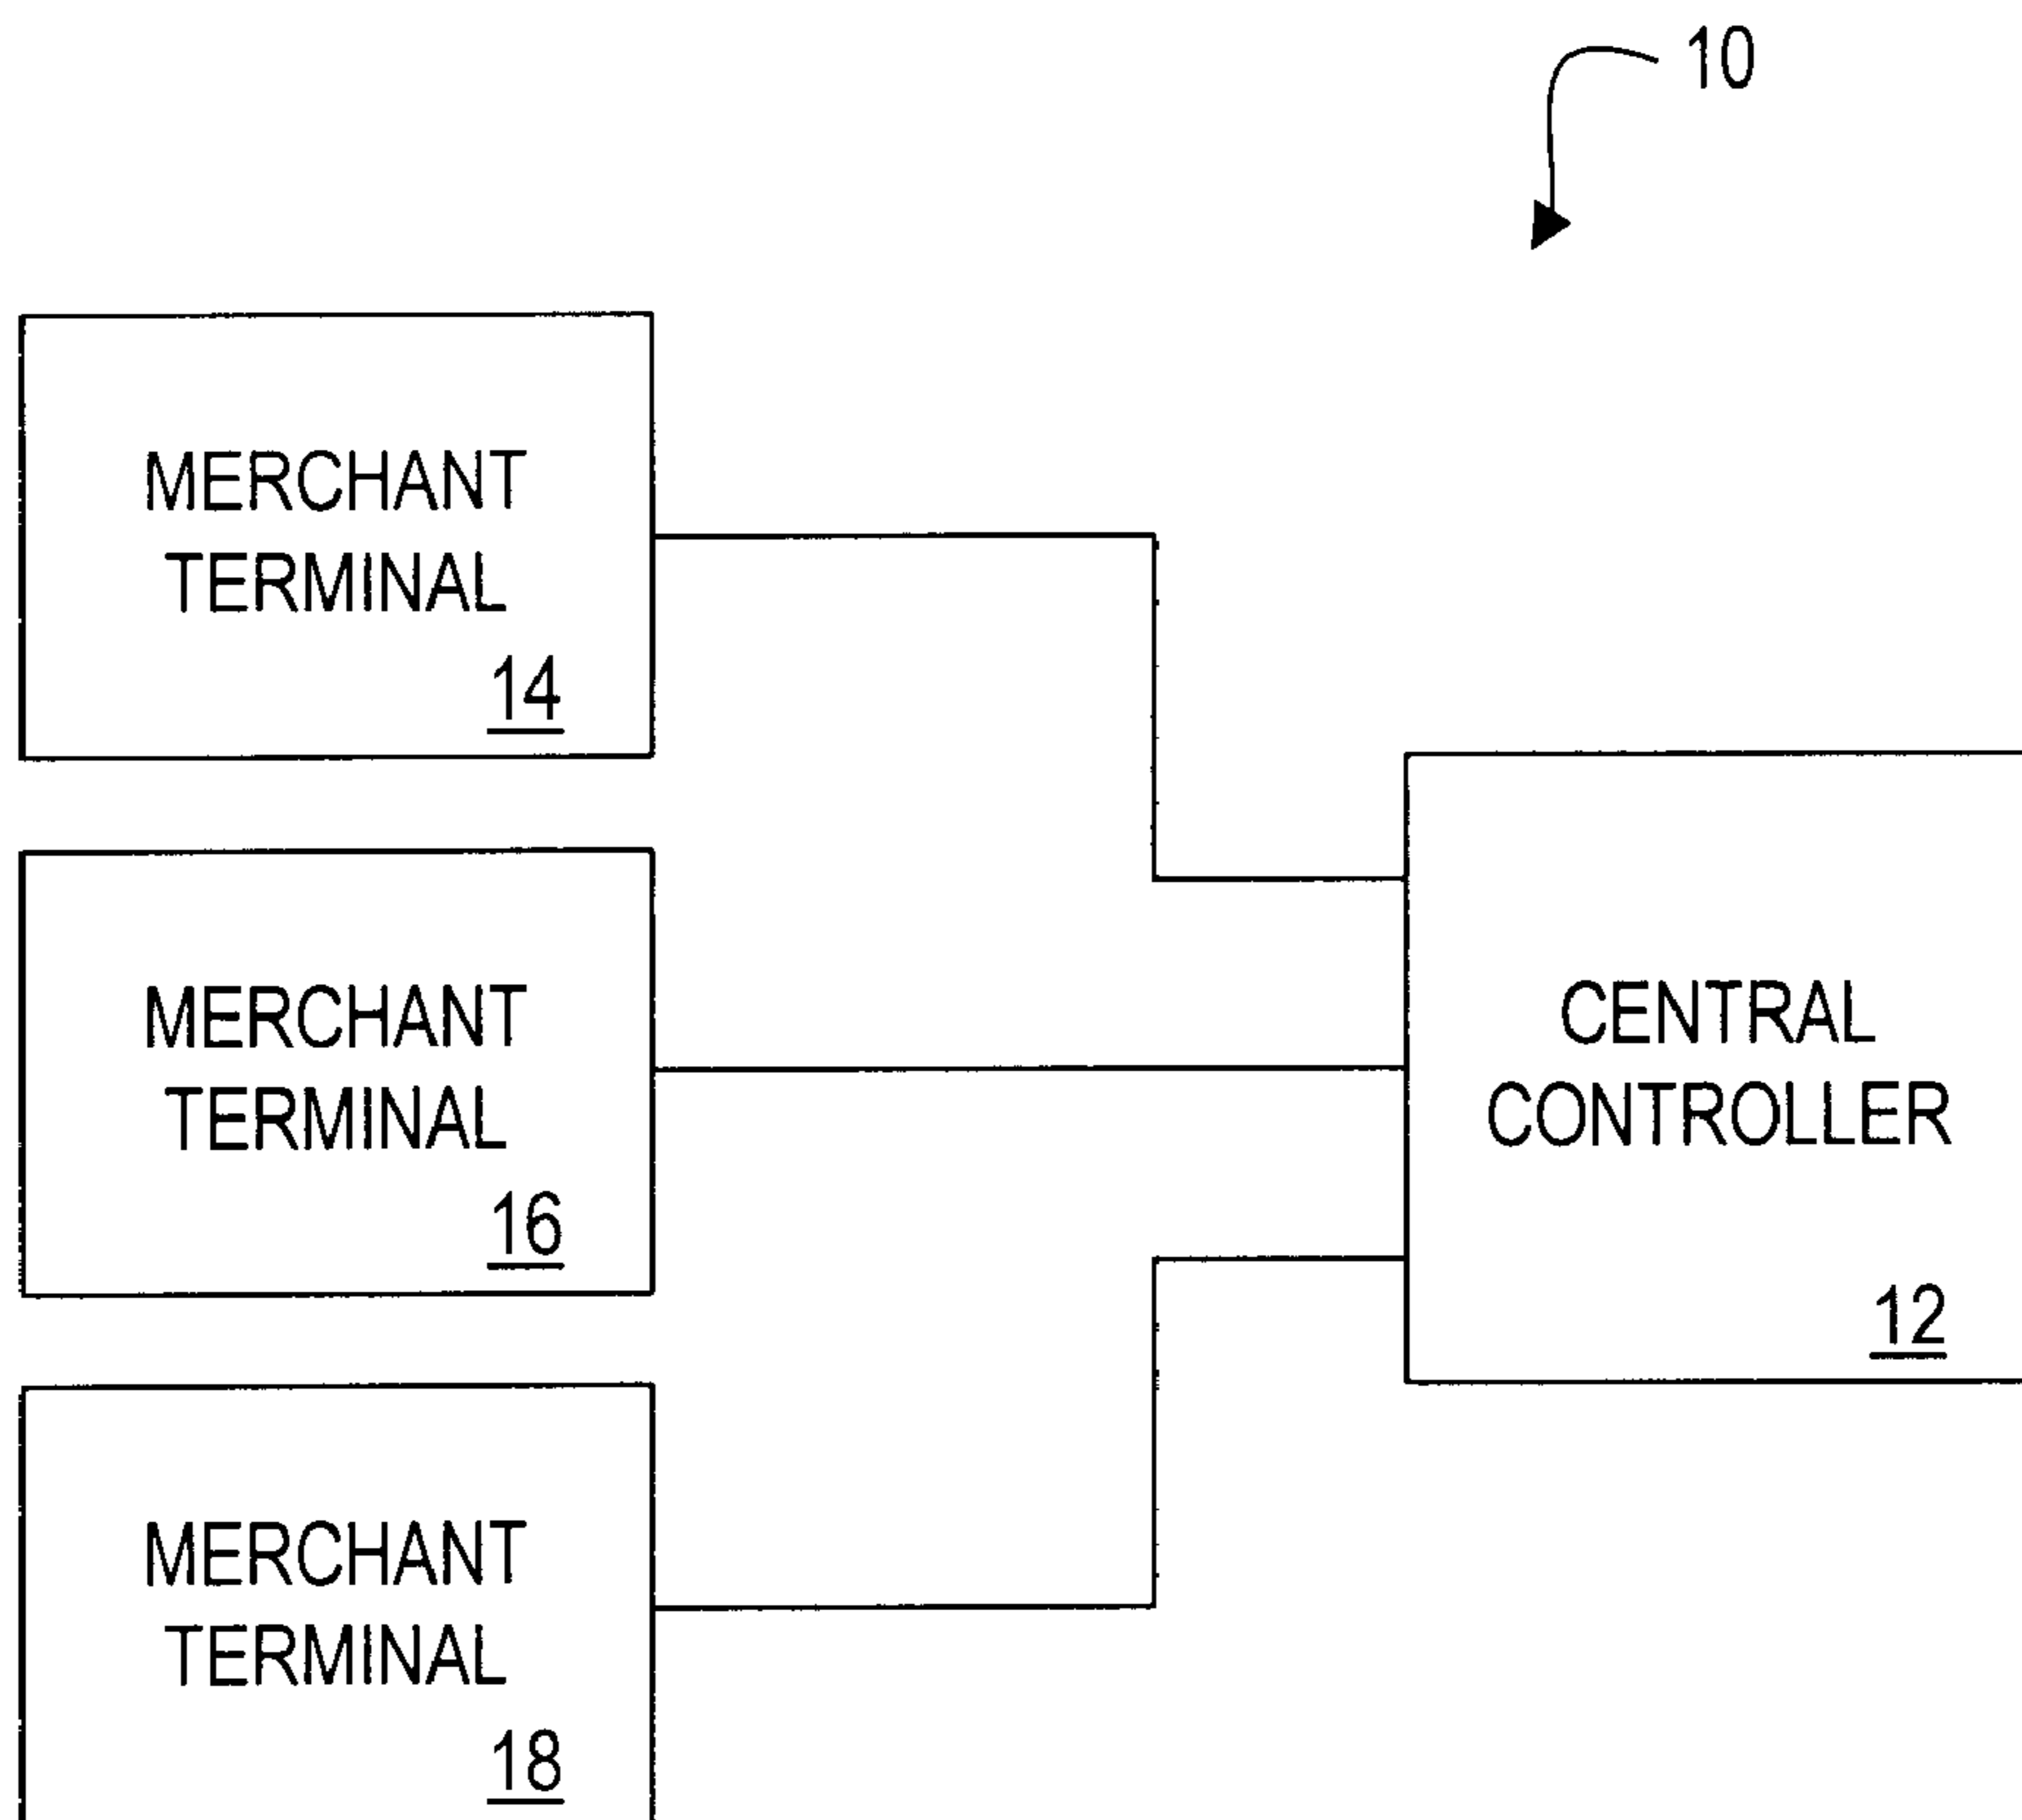 10
MERCHANT
TERMINAL
14
MERCHANT
TERMINAL
16
CENTRAL
CONTROLLER
12
MERCHANT
TERMINAL
18